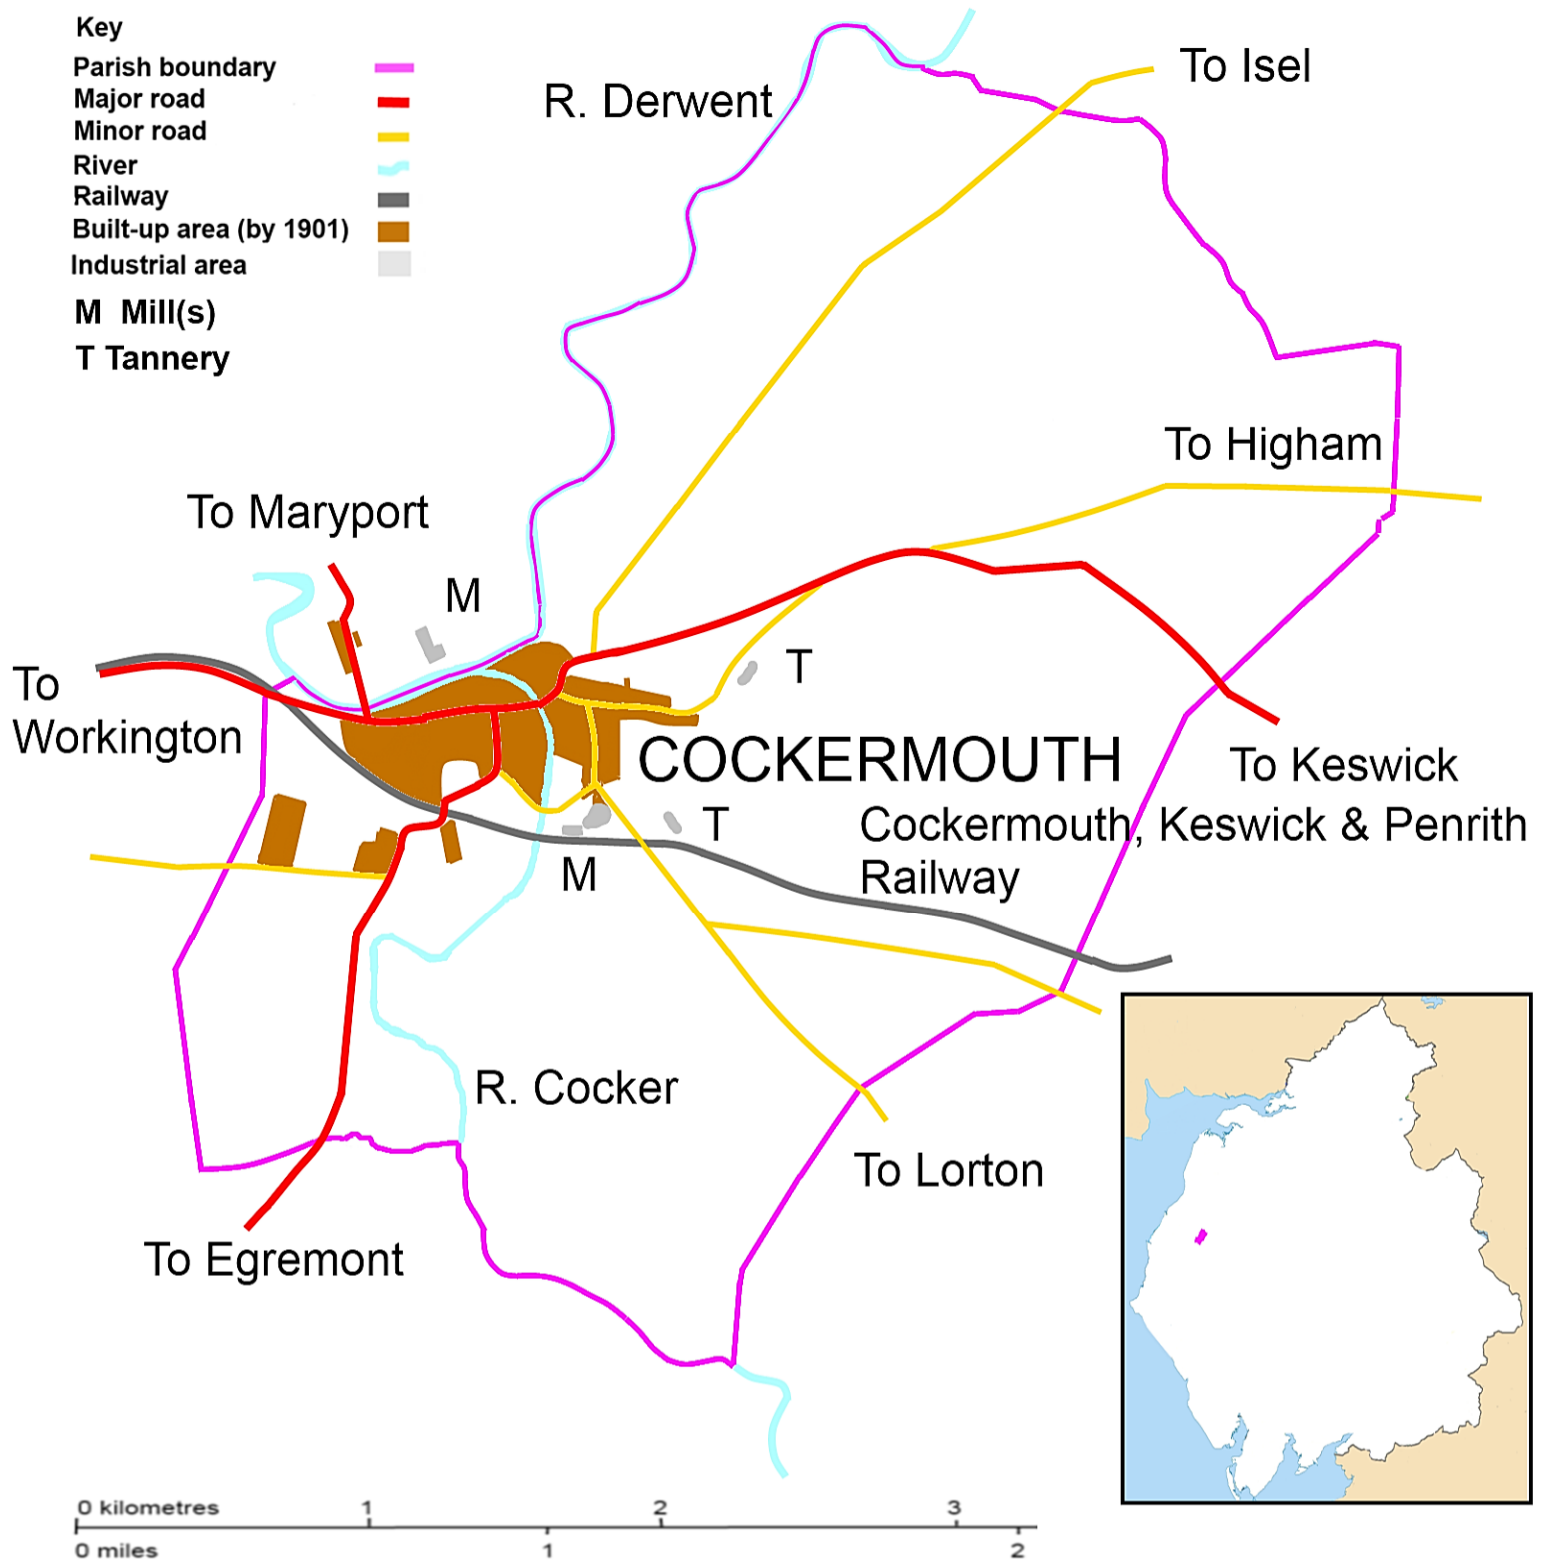 Key
Parish boundary
Major road
Minor road
River
Railway
Built-up area (by 1901)
Industrial area
M Mill(s)
T Tannery
R. Derwent
To Isel
To Higham
To Maryport
M
T
To
Workington
COCKERMOUTH
To Keswick
T
Cockermouth, Keswick & Penrith
Railway
M
R. Cocker
To Lorton
To Egremont
0 kilometres 1 2 3
0 miles 1 2